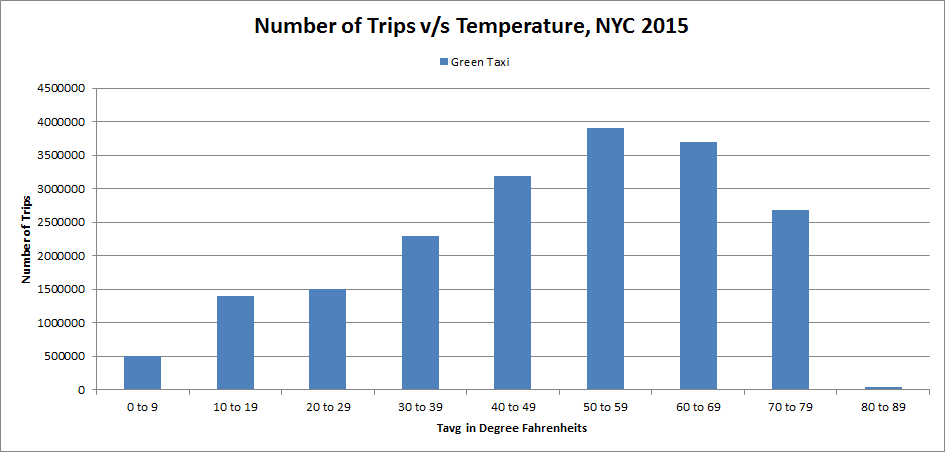 Number of Trips v/s Temperature, NYC 2015
Green Taxi
4500000
4000000
3500000
3000000
2500000
2000000
1500000
1000000
500000
0
Number of Trips
0 to 9 10 to 19 20 to 29 30 to 39 40 to 49 50 to 59 60 to 69 70 to 79 80 to 89
Tavg in Degree Fahrenheits